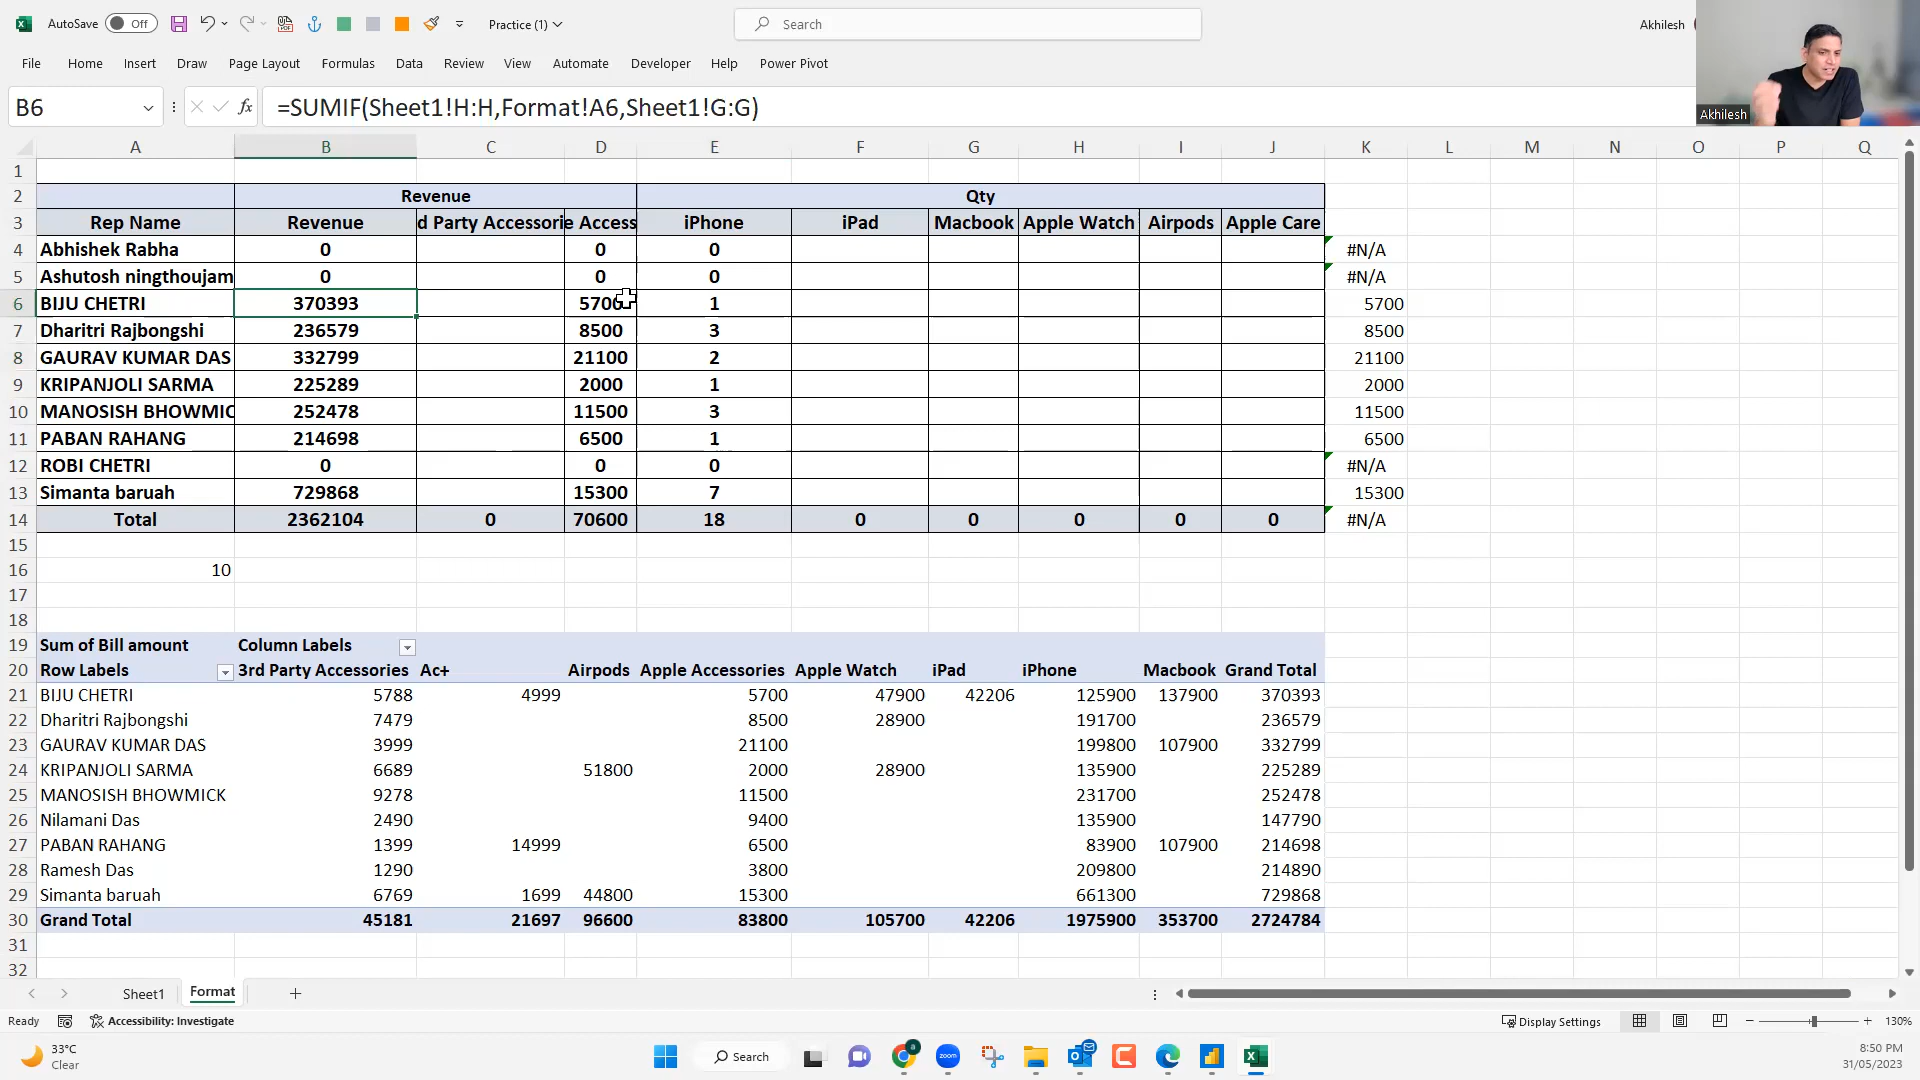 AutoSave Off Practice (1) Search Akhilesh
File Home Insert Draw Page Layout Formulas Data Review View Automate Developer Help Power Pivot
B6 fx =SUMIF(Sheet1!H:H,Format!A6,Sheet1!G:G)
Akhilesh
A B C D E F G H I J K L M N O P Q
1
2 Revenue Qty
3 Rep Name Revenue d Party Accessorie Access iPhone iPad Macbook Apple Watch Airpods Apple Care
4 Abhishek Rabha 0 0 0 #N/A
5 Ashutosh ningthoujam 0 0 0 #N/A
6 BIJU CHETRI 370393 5700 1 5700
7 Dharitri Rajbongshi 236579 8500 3 8500
8 GAURAV KUMAR DAS 332799 21100 2 21100
9 KRIPANJOLI SARMA 225289 2000 1 2000
10 MANOSISH BHOWMIC 252478 11500 3 11500
11 PABAN RAHANG 214698 6500 1 6500
12 ROBI CHETRI 0 0 0 #N/A
13 Simanta baruah 729868 15300 7 15300
14 Total 2362104 0 70600 18 0 0 0 0 0 #N/A
15
16 10
17
18
19 Sum of Bill amount Column Labels
20 Row Labels 3rd Party Accessories Ac+ Airpods Apple Accessories Apple Watch iPad iPhone Macbook Grand Total
21 BIJU CHETRI 5788 4999 5700 47900 42206 125900 137900 370393
22 Dharitri Rajbongshi 7479 8500 28900 191700 236579
23 GAURAV KUMAR DAS 3999 21100 199800 107900 332799
24 KRIPANJOLI SARMA 6689 51800 2000 28900 135900 225289
25 MANOSISH BHOWMICK 9278 11500 231700 252478
26 Nilamani Das 2490 9400 135900 147790
27 PABAN RAHANG 1399 14999 6500 83900 107900 214698
28 Ramesh Das 1290 3800 209800 214890
29 Simanta baruah 6769 1699 44800 15300 661300 729868
30 Grand Total 45181 21697 96600 83800 105700 42206 1975900 353700 2724784
31
32
Sheet1 Format
Ready Accessibility: Investigate Display Settings 130%
33°C
Clear
Search
zoom
8:50 PM
31/05/2023